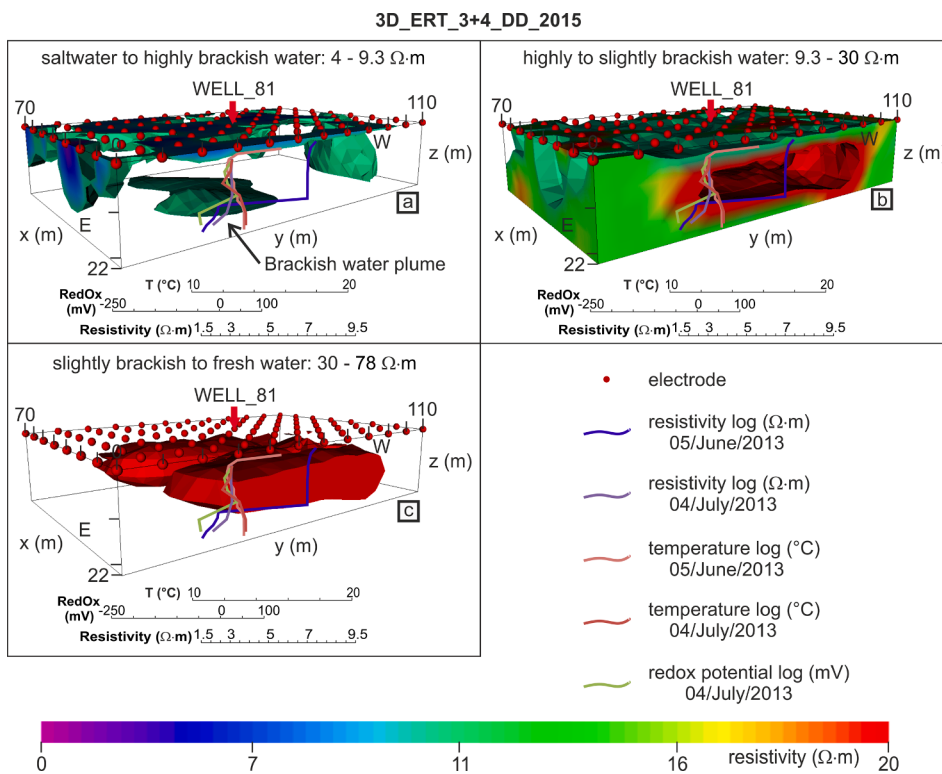 3D_ERT_3+4_DD_2015
saltwater to highly brackish water: 4 - 9.3 Ω·m
WELL_81
70
110
0
W
z (m)
E
a
x (m)
y (m)
22
Brackish water plume
T (°C) 10 20
RedOx (mV) -250 0 100
Resistivity (Ω·m) 1.5 3 5 7 9.5
highly to slightly brackish water: 9.3 - 30 Ω·m
WELL_81
70
110
0
W
z (m)
E
b
x (m)
y (m)
22
T (°C) 10 20
RedOx (mV) -250 0 100
Resistivity (Ω·m) 1.5 3 5 7 9.5
slightly brackish to fresh water: 30 - 78 Ω·m
WELL_81
70
110
0
W
z (m)
E
c
x (m)
y (m)
22
T (°C) 10 20
RedOx (mV) -250 0 100
Resistivity (Ω·m) 1.5 3 5 7 9.5
electrode
resistivity log (Ω·m)
05/June/2013
resistivity log (Ω·m)
04/July/2013
temperature log (°C)
05/June/2013
temperature log (°C)
04/July/2013
redox potential log (mV)
04/July/2013
0 7 11 16 resistivity (Ω·m) 20